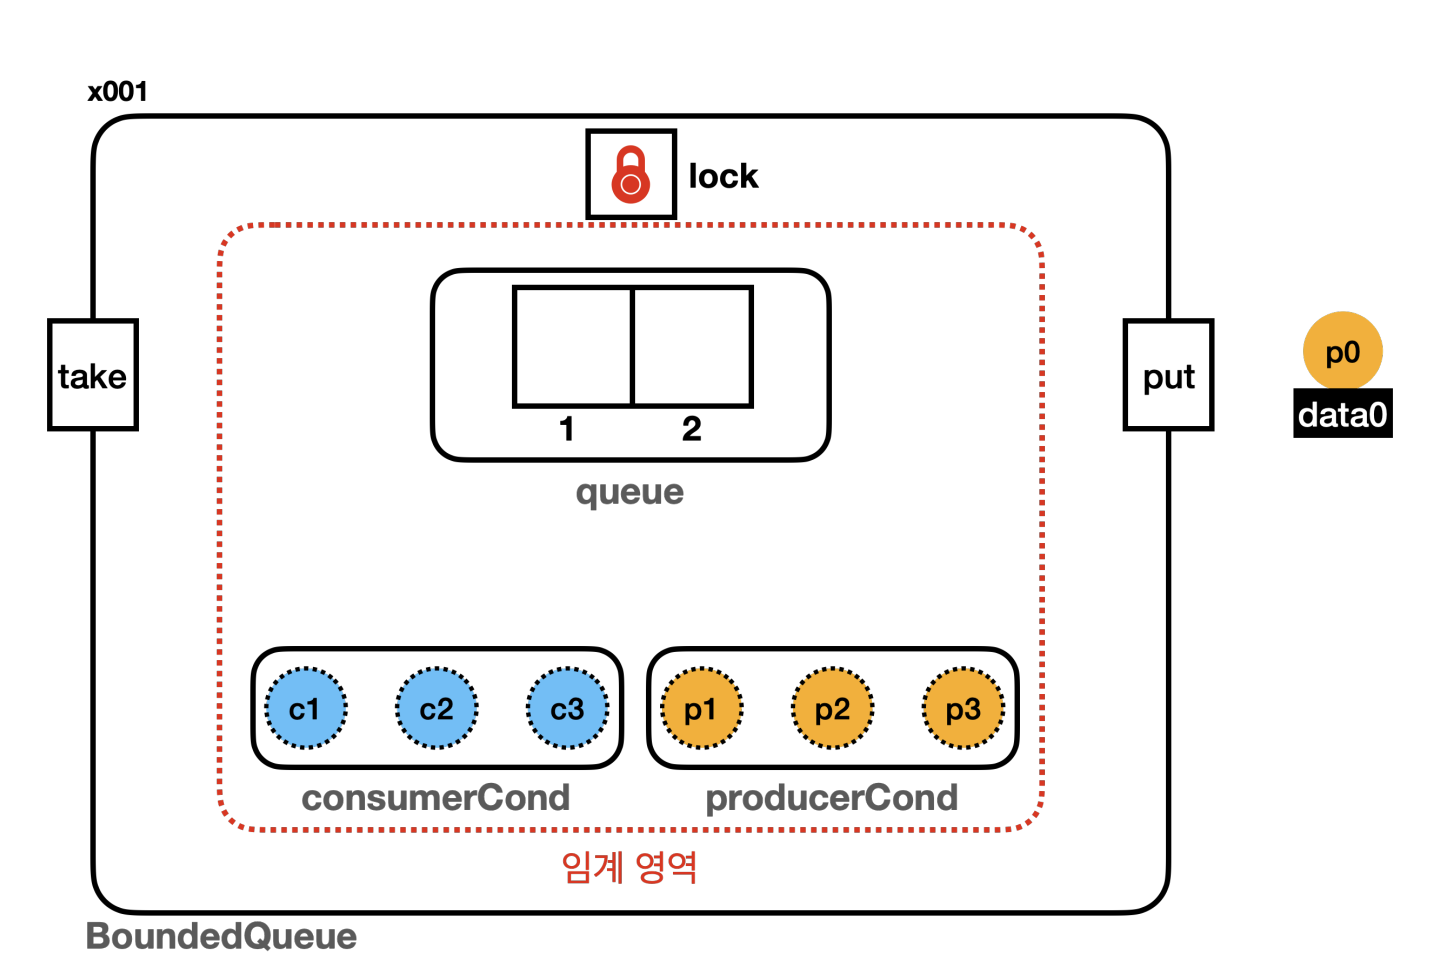 x001
lock
take
put
p0
data0
1
2
queue
c1
c2
c3
p1
p2
p3
consumerCond
producerCond
임계 영역
BoundedQueue